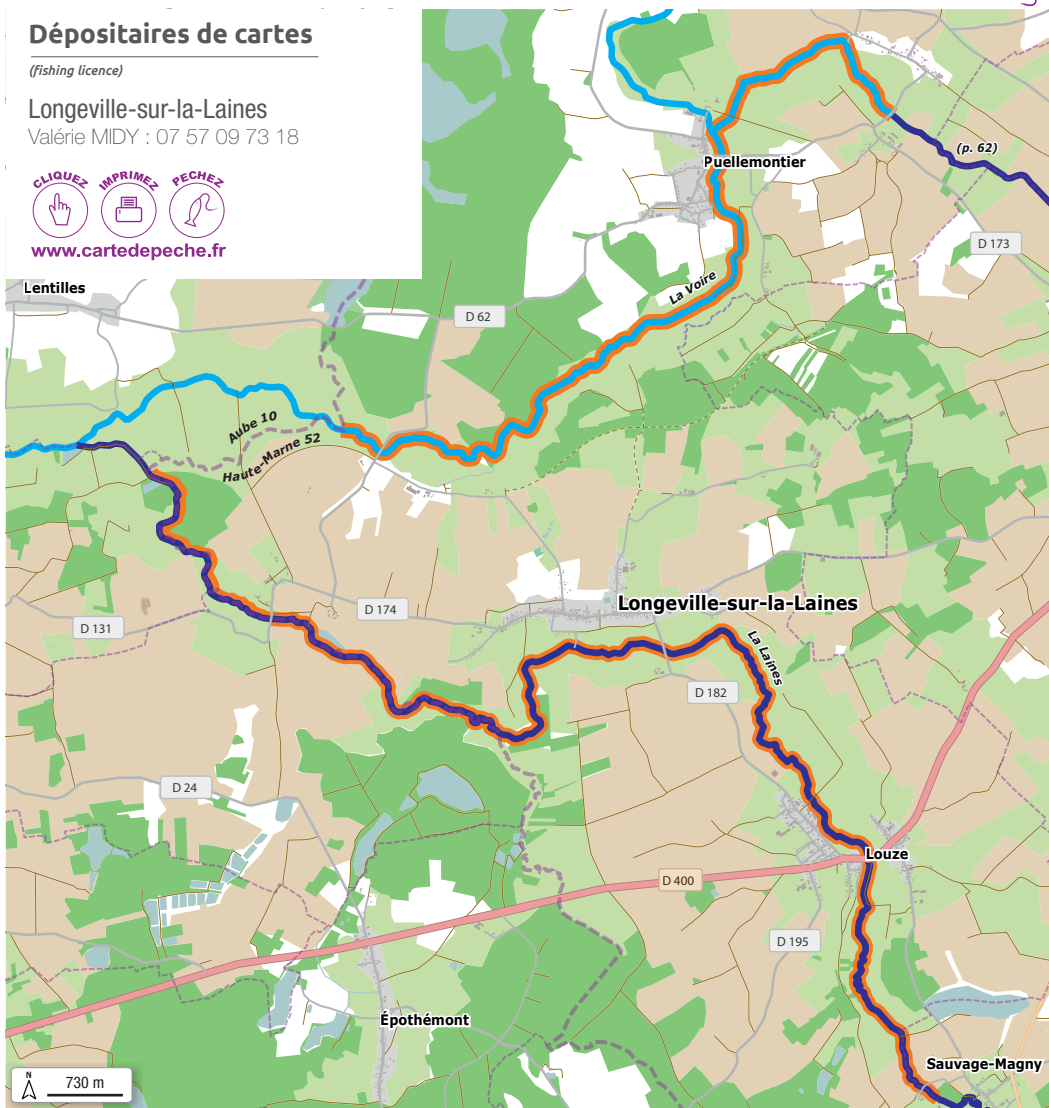 Dépositaires de cartes
(fishing licence)
Longeville-sur-la-Laines
Valérie MIDY : 07 57 09 73 18
CLIQUEZ
IMPRIMEZ
PECHEZ
www.cartedepeche.fr
Puellemontier
(p. 62)
D 173
Lentilles
La Voire
D 62
Aube 10
Haute-Marne 52
D 174
Longeville-sur-la-Laines
D 131
La Laines
D 182
D 24
Louze
D 400
D 195
Épothémont
Sauvage-Magny
N
730 m